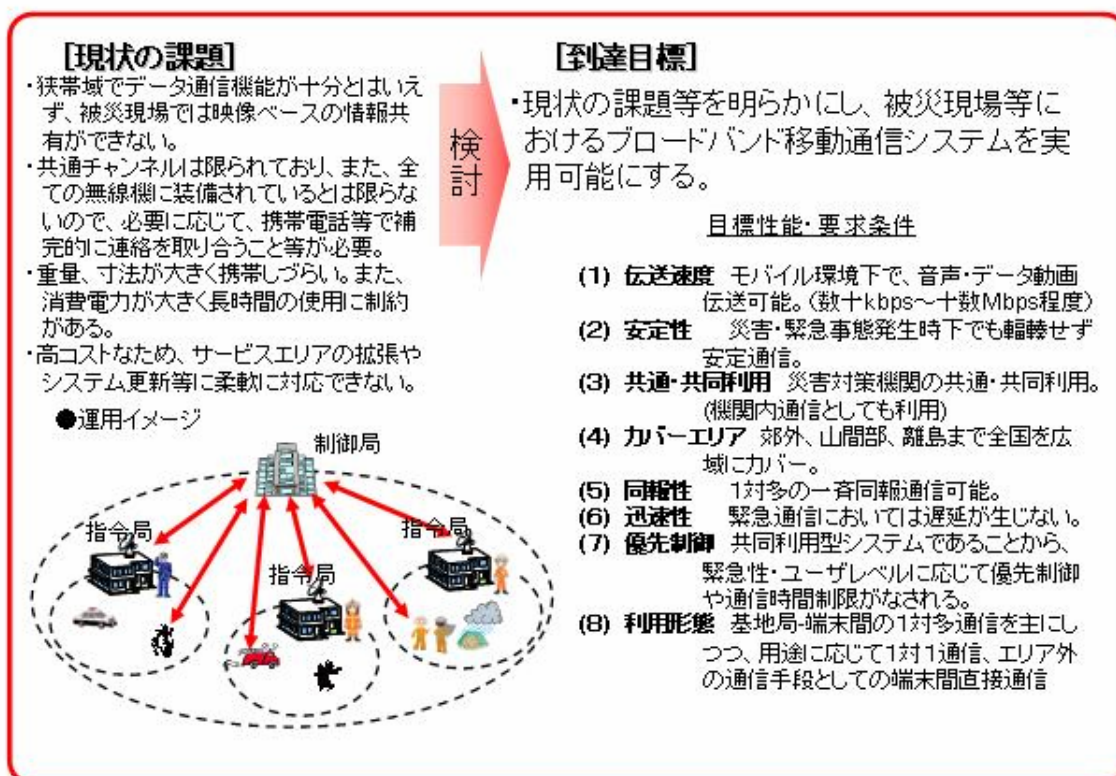 [現状の課題]
・狭帯域でデータ通信機能が十分とはいえ
ず、被災現場では映像ベースの情報共
有ができない。
・共通チャンネルは限られており、また、全
ての無線機に装備されているとは限らな
いので、必要に応じて、携帯電話等で補
完的に連絡を取り合うこと等が必要。
・重量、寸法が大きく携帯しづらい。また、
消費電力が大きく長時間の使用に制約
がある。
・高コストなため、サービスエリアの拡張や
システム更新等に柔軟に対応できない。
●運用イメージ
制御局
指令局
指令局
指令局
検討
[到達目標]
・現状の課題等を明らかにし、被災現場等に
おけるブロードバンド移動通信システムを実
用可能にする。
目標性能・要求条件
(1) 伝送速度 モバイル環境下で、音声・データ動画
伝送可能。(数十kbps～十数Mbps程度)
(2) 安定性 災害・緊急事態発生時下でも輻輳せず
安定通信。
(3) 共通・共同利用 災害対策機関の共通・共同利用。
(機関内通信としても利用)
(4) カバーエリア 郊外、山間部、離島まで全国を広
域にカバー。
(5) 同報性 1対多の一斉同報通信可能。
(6) 迅速性 緊急通信においては遅延が生じない。
(7) 優先制御 共同利用型システムであることから、
緊急性・ユーザレベルに応じて優先制御
や通信時間制限がなされる。
(8) 利用形態 基地局-端末間の1対多通信を主にし
つつ、用途に応じて1対1通信、エリア外
の通信手段としての端末間直接通信